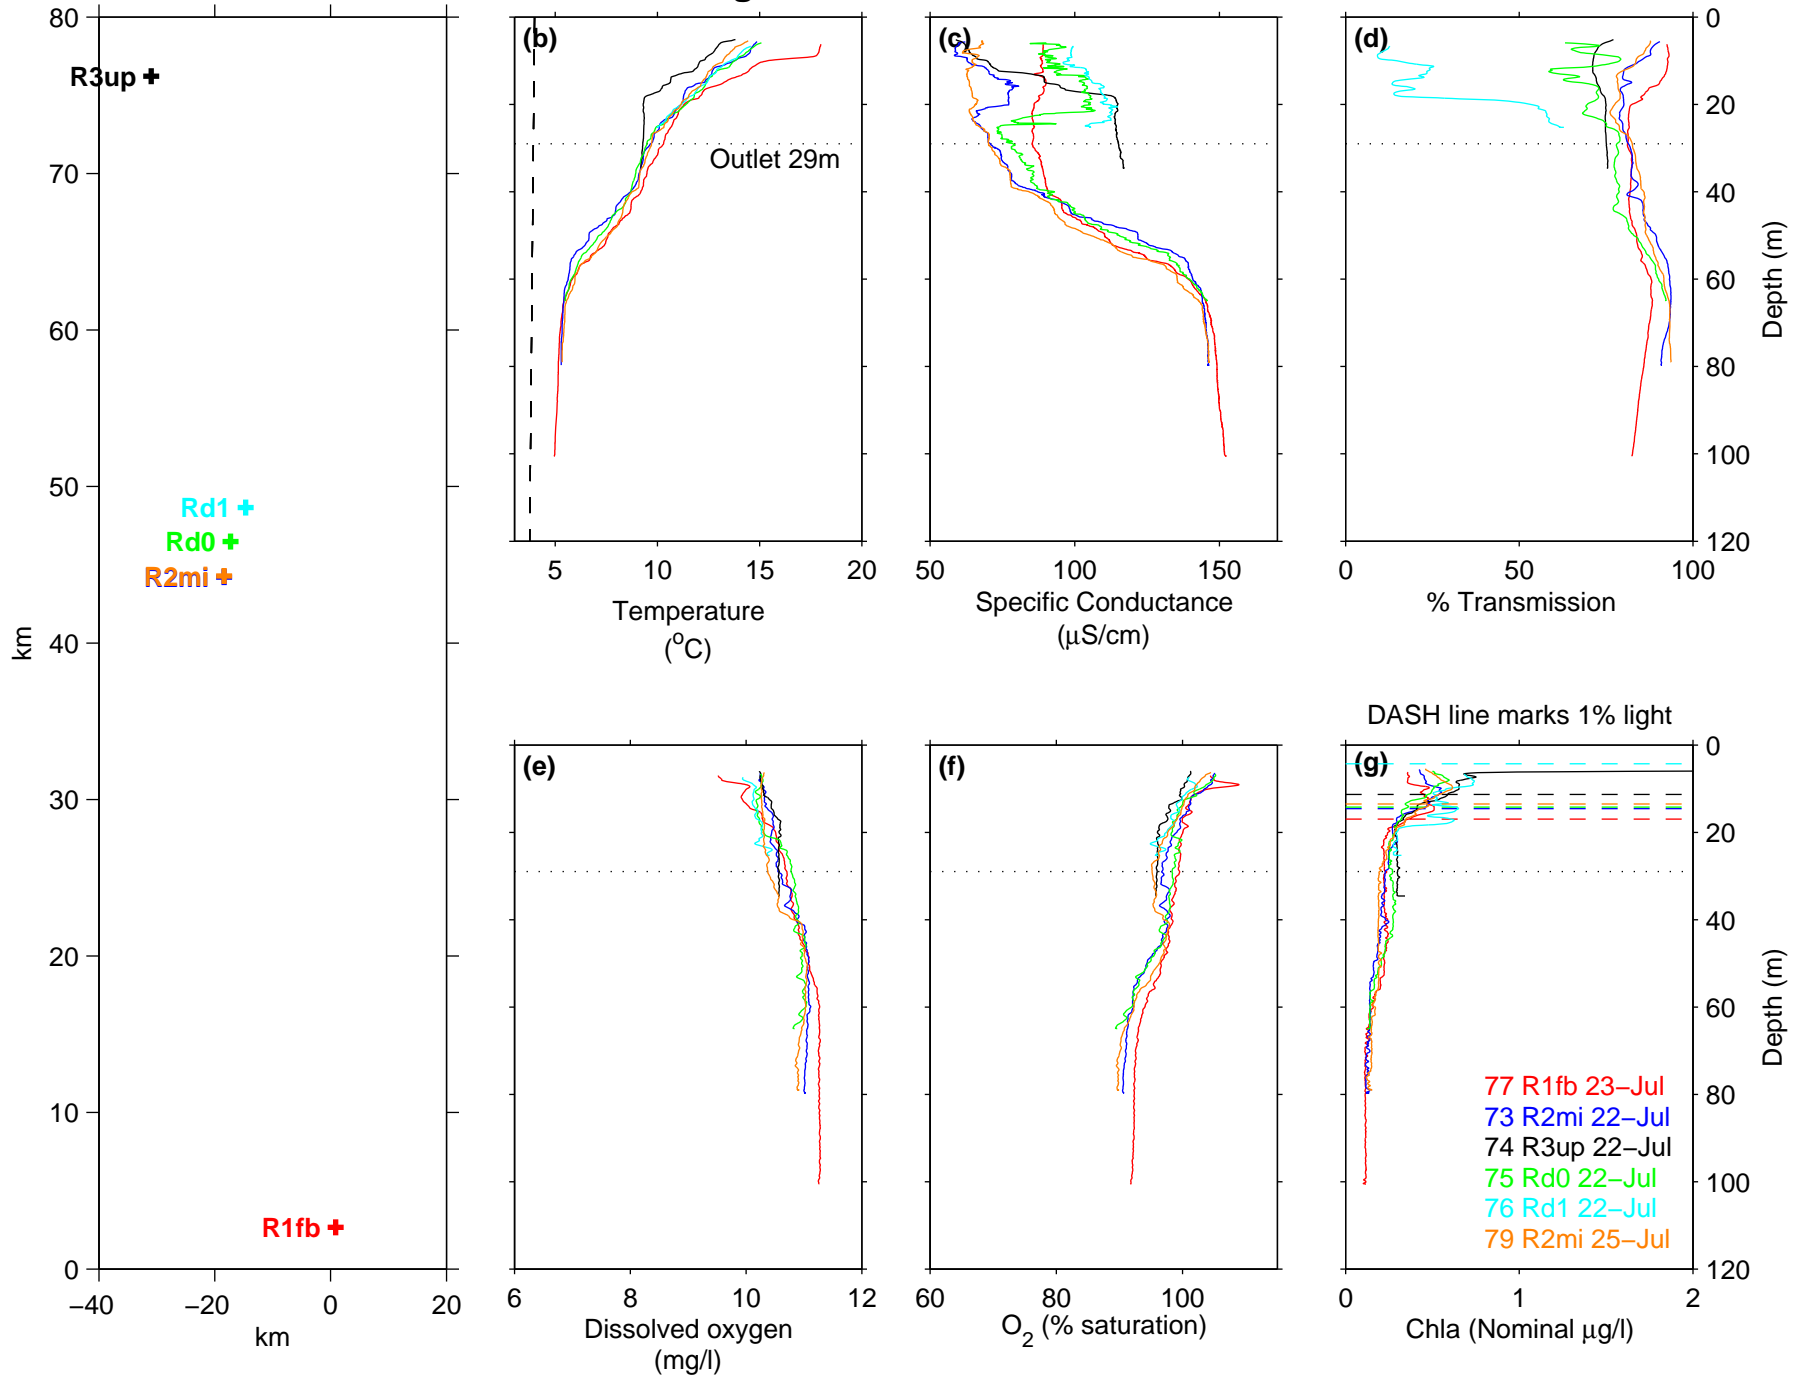 80
70
60
50
40
30
20
10
0
km
−40
−20
0
20
km
R3up
Rd1
Rd0
R2mi
R1fb
(b)
Outlet 29m
5
10
15
20
Temperature
(°C)
(c)
50
100
150
Specific Conductance
(μS/cm)
(d)
0
50
100
% Transmission
0
20
40
60
80
100
120
Depth (m)
(e)
6
8
10
12
Dissolved oxygen
(mg/l)
(f)
60
80
100
O2 (% saturation)
DASH line marks 1% light
(g)
77 R1fb 23−Jul
73 R2mi 22−Jul
74 R3up 22−Jul
75 Rd0 22−Jul
76 Rd1 22−Jul
79 R2mi 25−Jul
0
1
2
Chla (Nominal μg/l)
0
20
40
60
80
100
120
Depth (m)